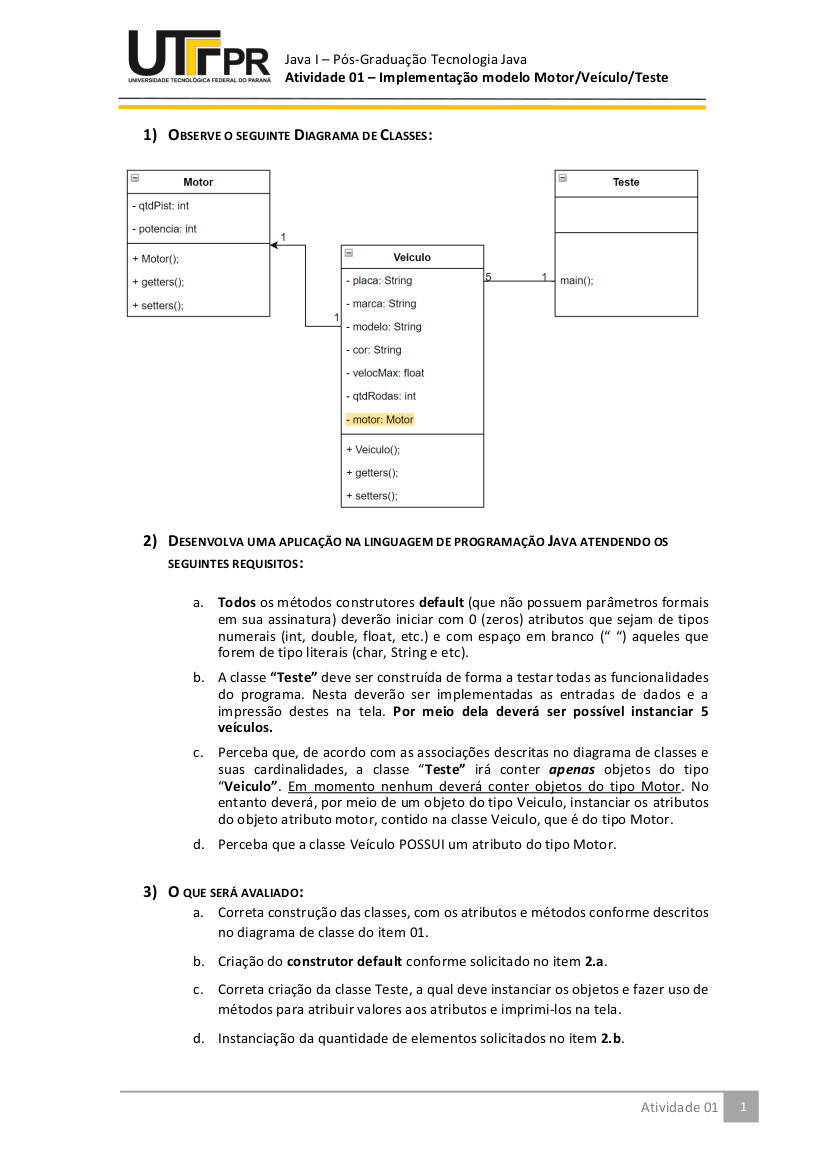 UTFPR
UNIVERSIDADE TECNOLÓGICA FEDERAL DO PARANÁ
Java I – Pós-Graduação Tecnologia Java
Atividade 01 – Implementação modelo Motor/Veículo/Teste
1) OBSERVE O SEGUINTE DIAGRAMA DE CLASSES:
Motor
- qtdPist: int
- potencia: int
+ Motor();
+ getters();
+ setters();
1
1
Veiculo
- placa: String
- marca: String
- modelo: String
- cor: String
- velocMax: float
- qtdRodas: int
- motor: Motor
+ Veiculo();
+ getters();
+ setters();
5
1
Teste
main();
2) DESENVOLVA UMA APLICAÇÃO NA LINGUAGEM DE PROGRAMAÇÃO JAVA ATENDENDO OS
SEGUINTES REQUISITOS:
a. Todos os métodos construtores default (que não possuem parâmetros formais
em sua assinatura) deverão iniciar com 0 (zeros) atributos que sejam de tipos
numerais (int, double, float, etc.) e com espaço em branco (“ “) aqueles que
forem de tipo literais (char, String e etc).
b. A classe “Teste” deve ser construída de forma a testar todas as funcionalidades
do programa. Nesta deverão ser implementadas as entradas de dados e a
impressão destes na tela. Por meio dela deverá ser possível instanciar 5
veículos.
c. Perceba que, de acordo com as associações descritas no diagrama de classes e
suas cardinalidades, a classe “Teste” irá conter apenas objetos do tipo
“Veiculo”. Em momento nenhum deverá conter objetos do tipo Motor. No
entanto deverá, por meio de um objeto do tipo Veiculo, instanciar os atributos
do objeto atributo motor, contido na classe Veiculo, que é do tipo Motor.
d. Perceba que a classe Veículo POSSUI um atributo do tipo Motor.
3) O QUE SERÁ AVALIADO:
a. Correta construção das classes, com os atributos e métodos conforme descritos
no diagrama de classe do item 01.
b. Criação do construtor default conforme solicitado no item 2.a.
c. Correta criação da classe Teste, a qual deve instanciar os objetos e fazer uso de
métodos para atribuir valores aos atributos e imprimi-los na tela.
d. Instanciação da quantidade de elementos solicitados no item 2.b.
Atividade 01 1